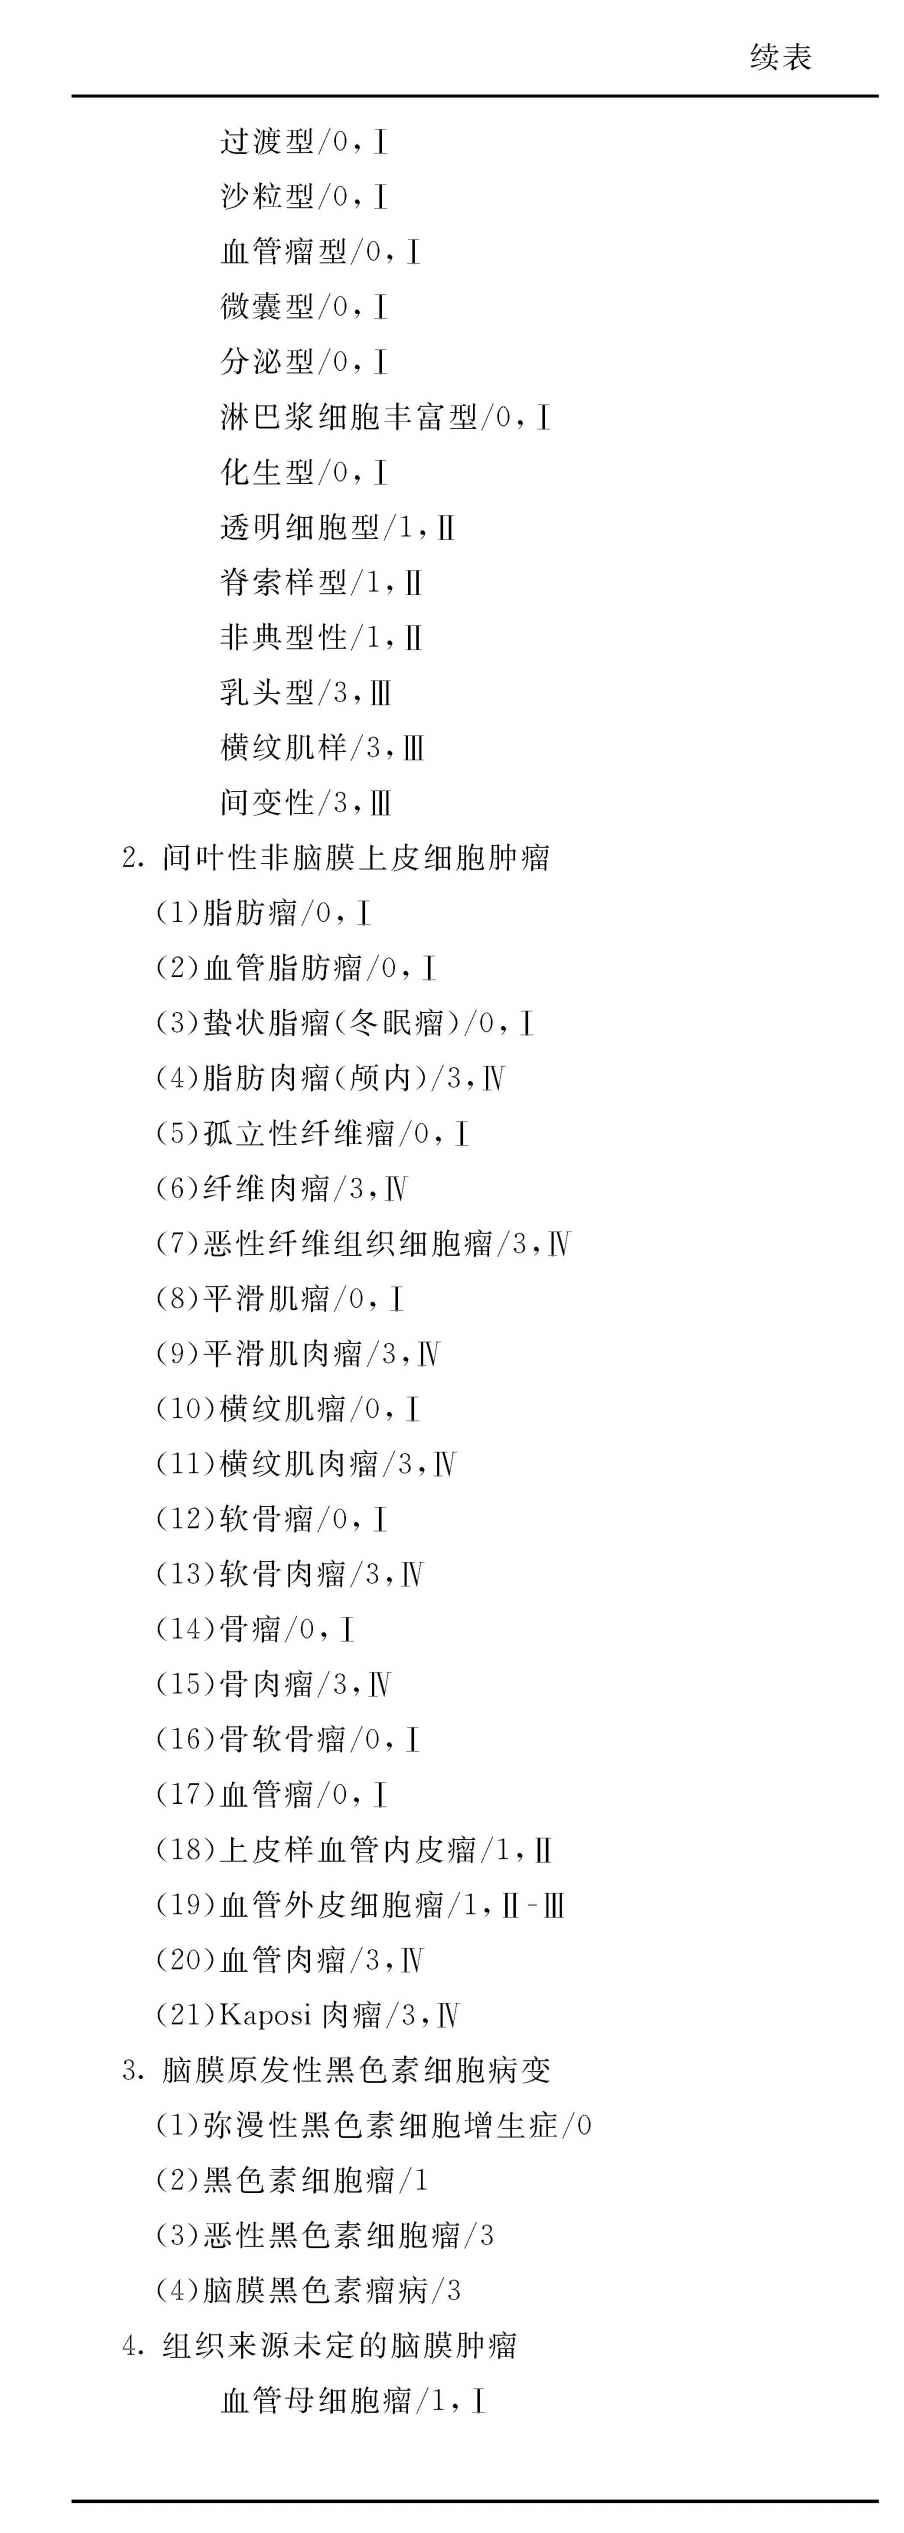 续表
过渡型/0,Ⅰ
沙粒型/0,Ⅰ
血管瘤型/0,Ⅰ
微囊型/0,Ⅰ
分泌型/0,Ⅰ
淋巴浆细胞丰富型/0,Ⅰ
化生型/0,Ⅰ
透明细胞型/1,Ⅱ
脊索样型/1,Ⅱ
非典型性/1,Ⅱ
乳头型/3,Ⅲ
横纹肌样/3,Ⅲ
间变性/3,Ⅲ
2. 间叶性非脑膜上皮细胞肿瘤
(1)脂肪瘤/0,Ⅰ
(2)血管脂肪瘤/0,Ⅰ
(3)蛰状脂瘤(冬眠瘤)/0,Ⅰ
(4)脂肪肉瘤(颅内)/3,Ⅳ
(5)孤立性纤维瘤/0,Ⅰ
(6)纤维肉瘤/3,Ⅳ
(7)恶性纤维组织细胞瘤/3,Ⅳ
(8)平滑肌瘤/0,Ⅰ
(9)平滑肌肉瘤/3,Ⅳ
(10)横纹肌瘤/0,Ⅰ
(11)横纹肌肉瘤/3,Ⅳ
(12)软骨瘤/0,Ⅰ
(13)软骨肉瘤/3,Ⅳ
(14)骨瘤/0,Ⅰ
(15)骨肉瘤/3,Ⅳ
(16)骨软骨瘤/0,Ⅰ
(17)血管瘤/0,Ⅰ
(18)上皮样血管内皮瘤/1,Ⅱ
(19)血管外皮细胞瘤/1,Ⅱ-Ⅲ
(20)血管肉瘤/3,Ⅳ
(21)Kaposi肉瘤/3,Ⅳ
3. 脑膜原发性黑色素细胞病变
(1)弥漫性黑色素细胞增生症/0
(2)黑色素细胞瘤/1
(3)恶性黑色素细胞瘤/3
(4)脑膜黑色素瘤病/3
4. 组织来源未定的脑膜肿瘤
血管母细胞瘤/1,Ⅰ